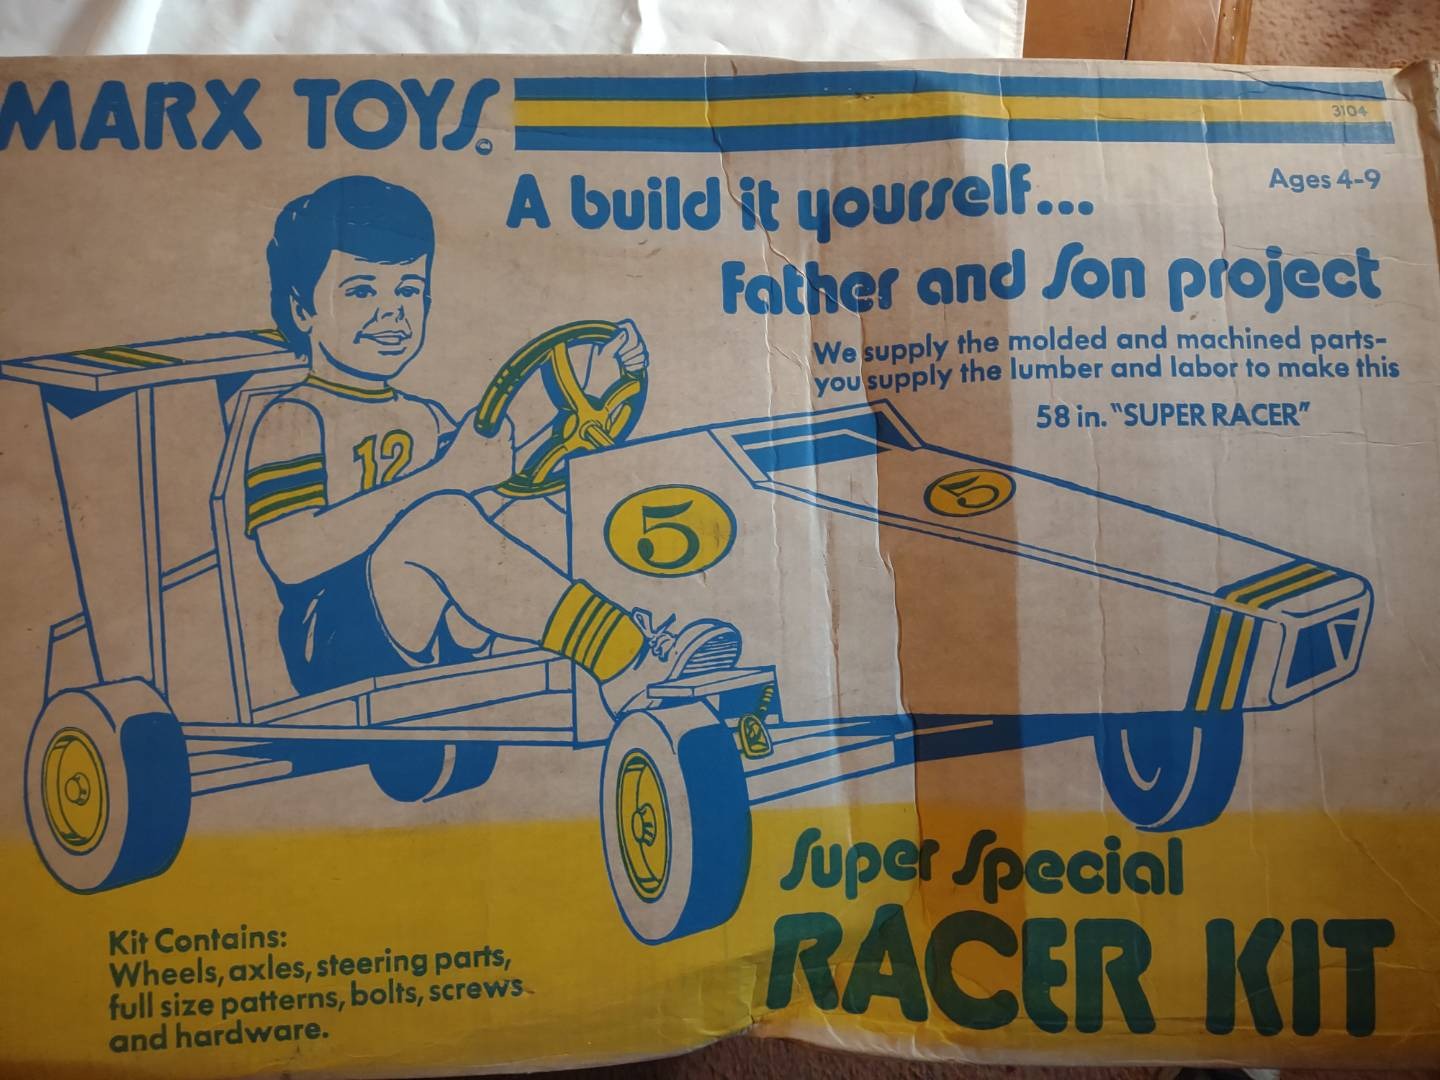 MARX TOYS
3104
A build it yourself...
Ages 4-9
Father and Son project
We supply the molded and machined parts-
you supply the lumber and labor to make this
58 in. "SUPER RACER"
12
5
5
Super Special
RACER KIT
Kit Contains:
Wheels, axles, steering parts,
full size patterns, bolts, screws
and hardware.